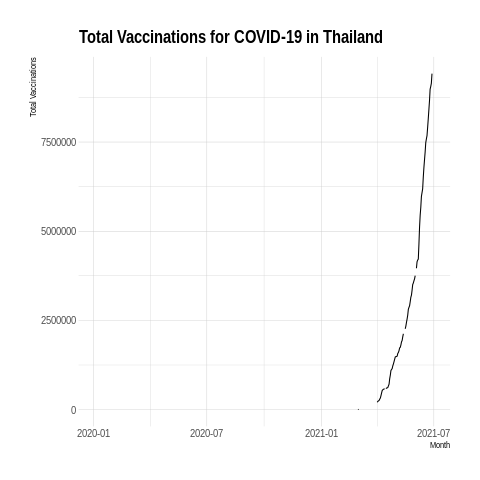 Total Vaccinations for COVID-19 in Thailand
Total Vaccinations
7500000
5000000
2500000
0
2020-01 2020-07 2021-01 2021-07
Month